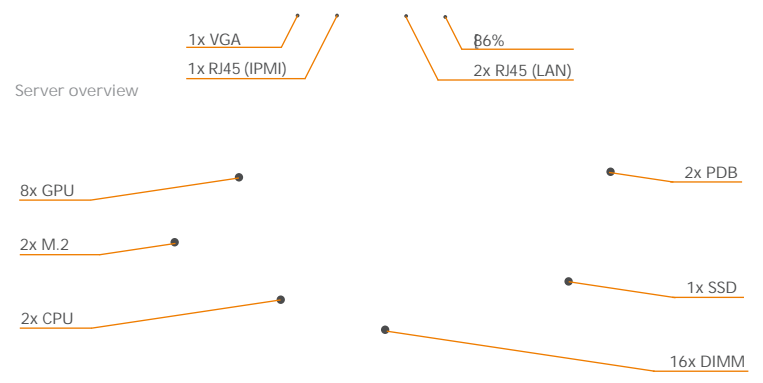 1x VGA
86%
1x RJ45 (IPMI)
2x RJ45 (LAN)
Server overview
2x PDB
8x GPU
2x M.2
1x SSD
2x CPU
16x DIMM